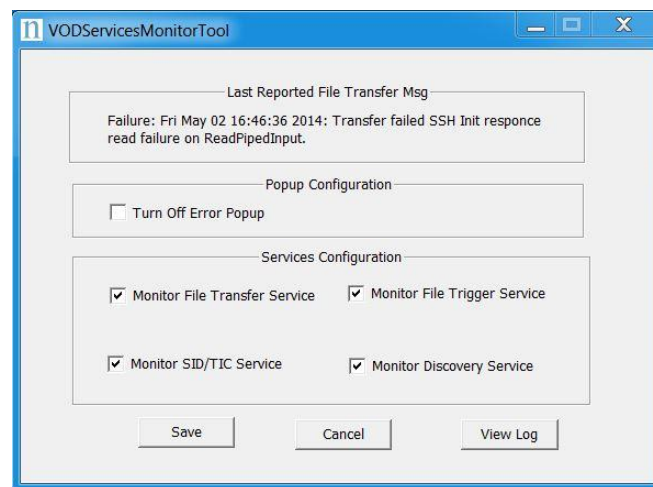 n VODServicesMonitorTool
Last Reported File Transfer Msg
Failure: Fri May 02 16:46:36 2014: Transfer failed SSH Init responce
read failure on ReadPipedInput.
Popup Configuration
Turn Off Error Popup
Services Configuration
Monitor File Transfer Service
Monitor File Trigger Service
Monitor SID/TIC Service
Monitor Discovery Service
Save
Cancel
View Log